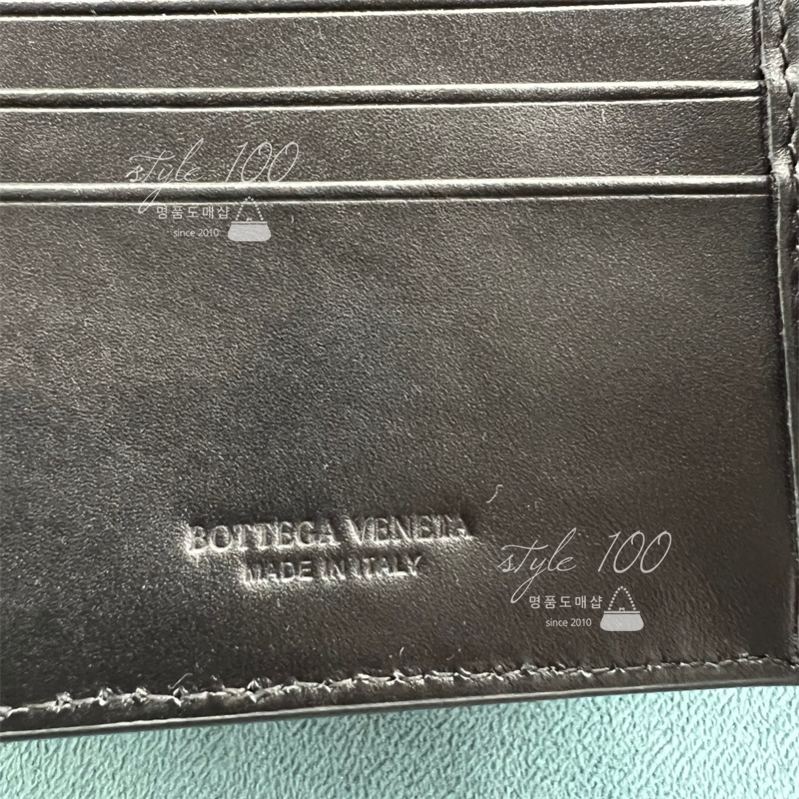 style 100
명품도매샵
since 2010
BOTTEGA VENETA
MADE IN ITALY
style 100
명품도매샵
since 2010